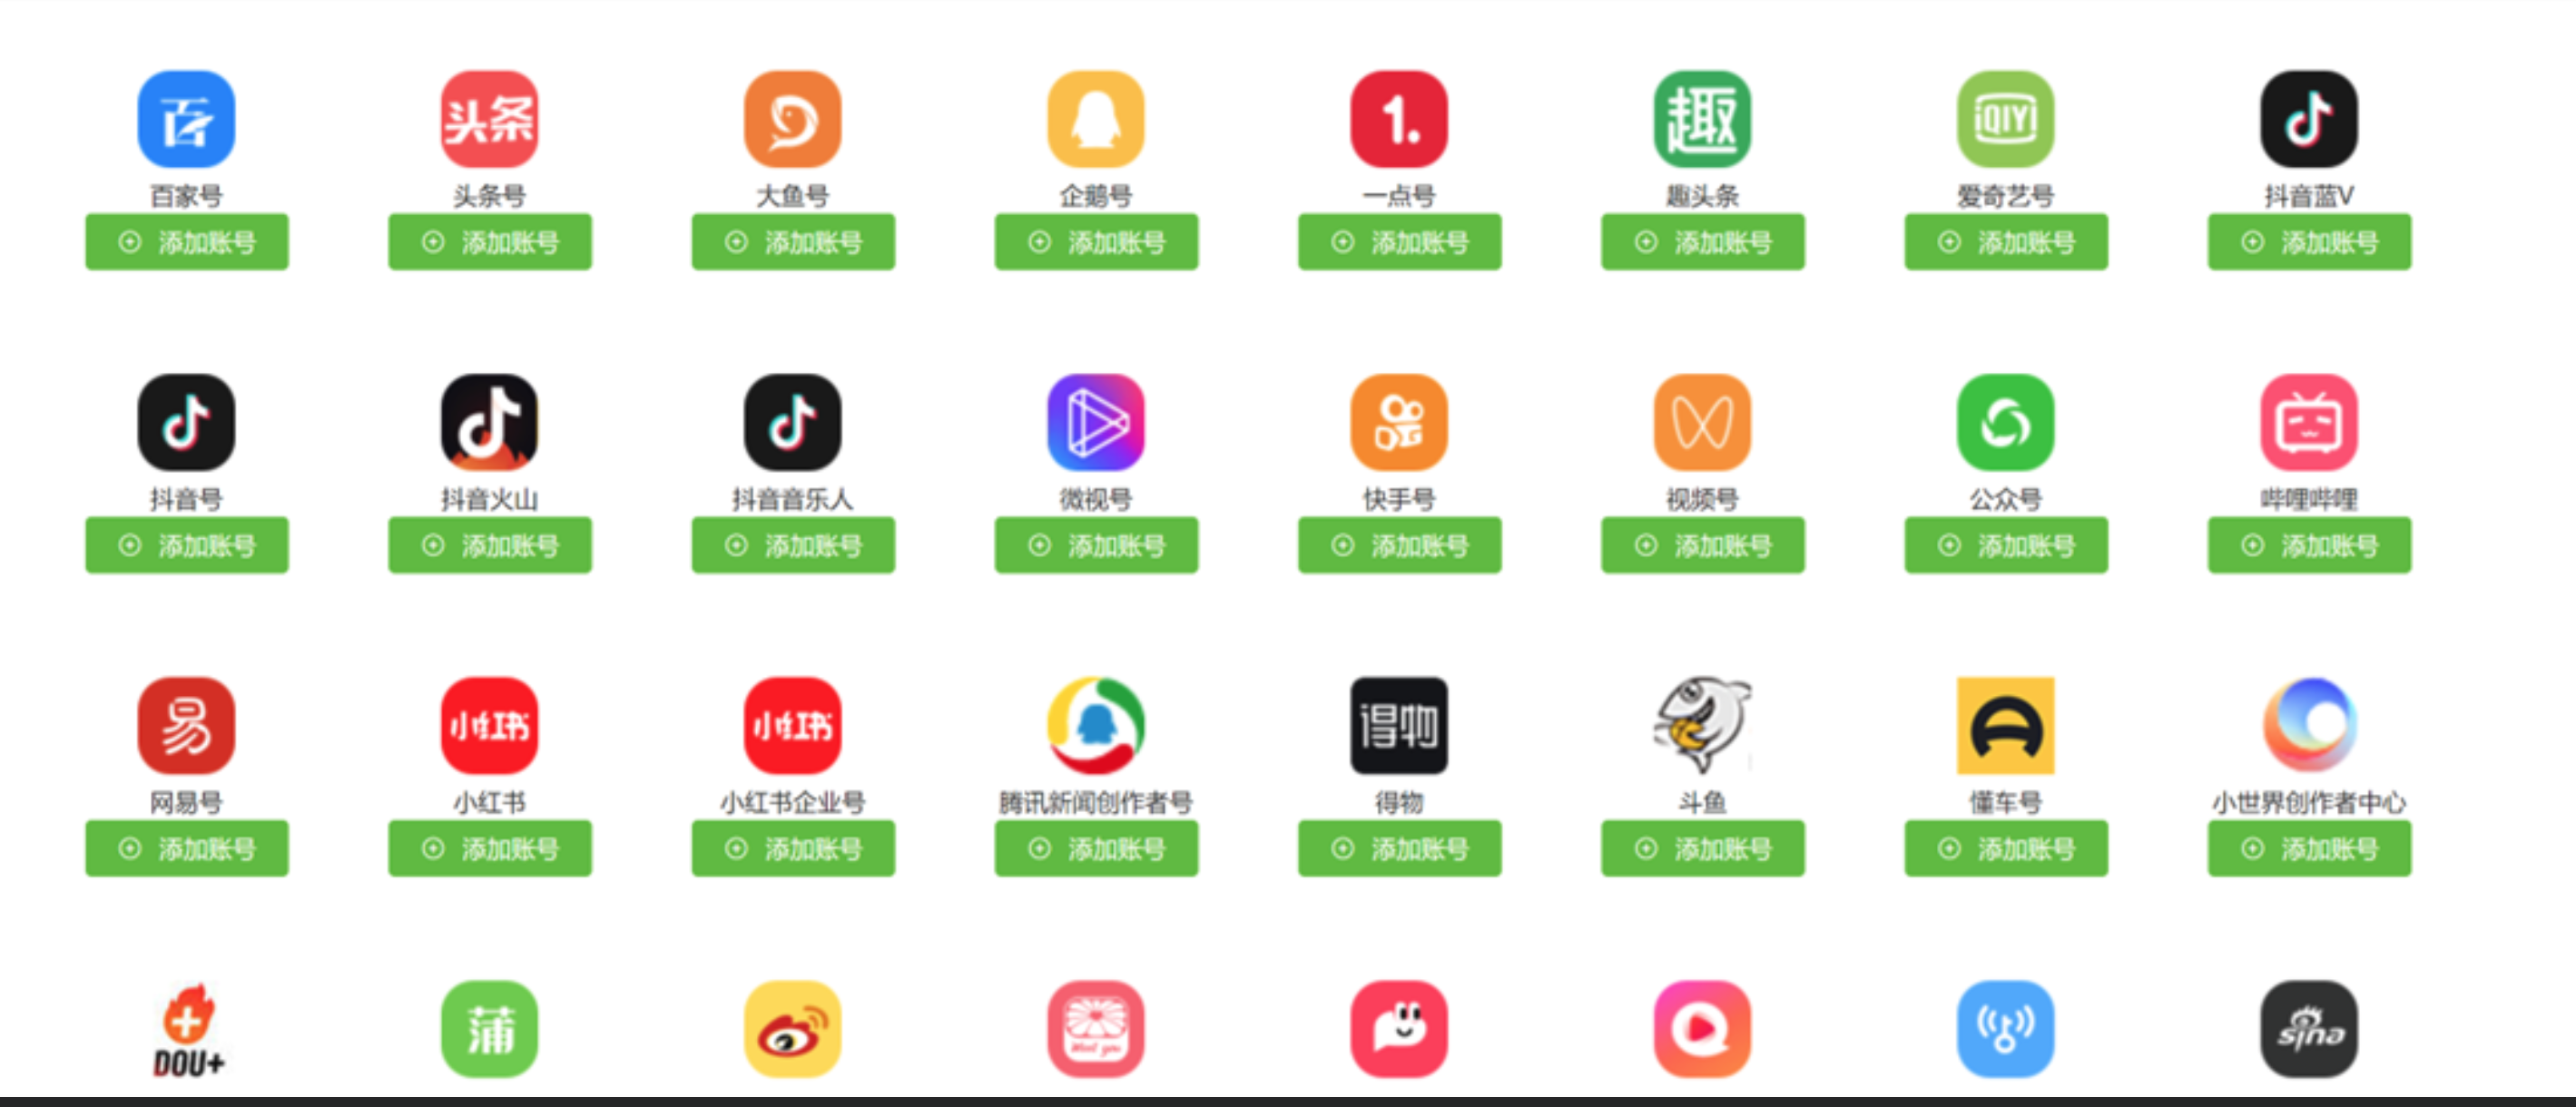 百
头条
1.
趣
iQIYI
百家号
头条号
大鱼号
企鹅号
一点号
趣头条
爱奇艺号
抖音蓝V
添加账号
添加账号
添加账号
添加账号
添加账号
添加账号
添加账号
添加账号
抖音号
抖音火山
抖音音乐人
微视号
快手号
视频号
公众号
哔哩哔哩
添加账号
添加账号
添加账号
添加账号
添加账号
添加账号
添加账号
添加账号
易
小红书
小红书
得物
网易号
小红书
小红书企业号
腾讯新闻创作者号
得物
斗鱼
懂车号
小世界创作者中心
添加账号
添加账号
添加账号
添加账号
添加账号
添加账号
添加账号
添加账号
DOU+
蒲
Meet you
sina